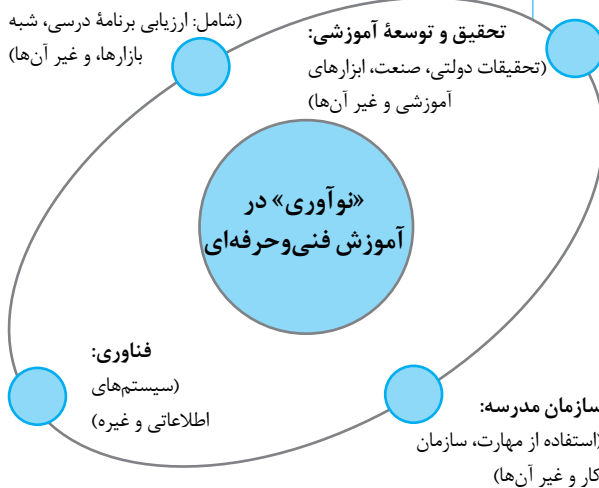 (شامل: ارزیابی برنامهٔ درسی، شبه
بازارها، و غیر آن‌ها)
تحقیق و توسعهٔ آموزشی:
(تحقیقات دولتی، صنعت، ابزارهای
آموزشی و غیر آن‌ها)
«نوآوری» در
آموزش فنی‌وحرفه‌ای
فناوری:
(سیستم‌های
اطلاعاتی و غیره)
سازمان مدرسه:
(استفاده از مهارت، سازمان
کار و غیر آن‌ها)